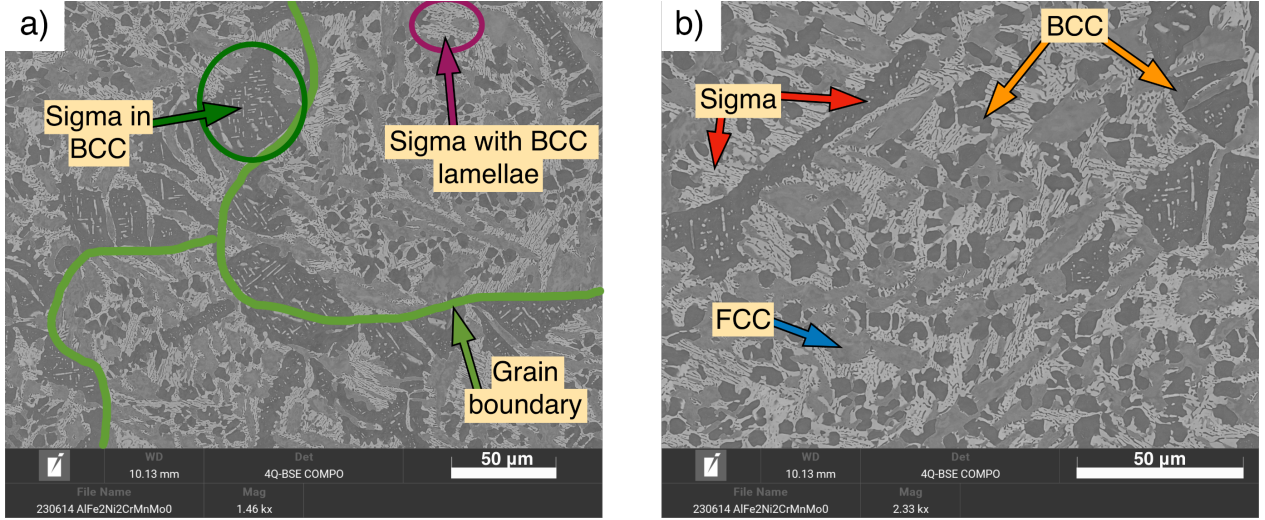 a)
Sigma in
BCC
Sigma with BCC
lamellae
Grain
boundary
WD
Det
50 µm
10.13 mm
4Q-BSE COMPO
File Name
Mag
230614 AlFe2Ni2CrMnMo0
1.46 kx
b)
BCC
Sigma
FCC
WD
Det
50 µm
10.13 mm
4Q-BSE COMPO
File Name
Mag
230614 AlFe2Ni2CrMnMo0
2.33 kx